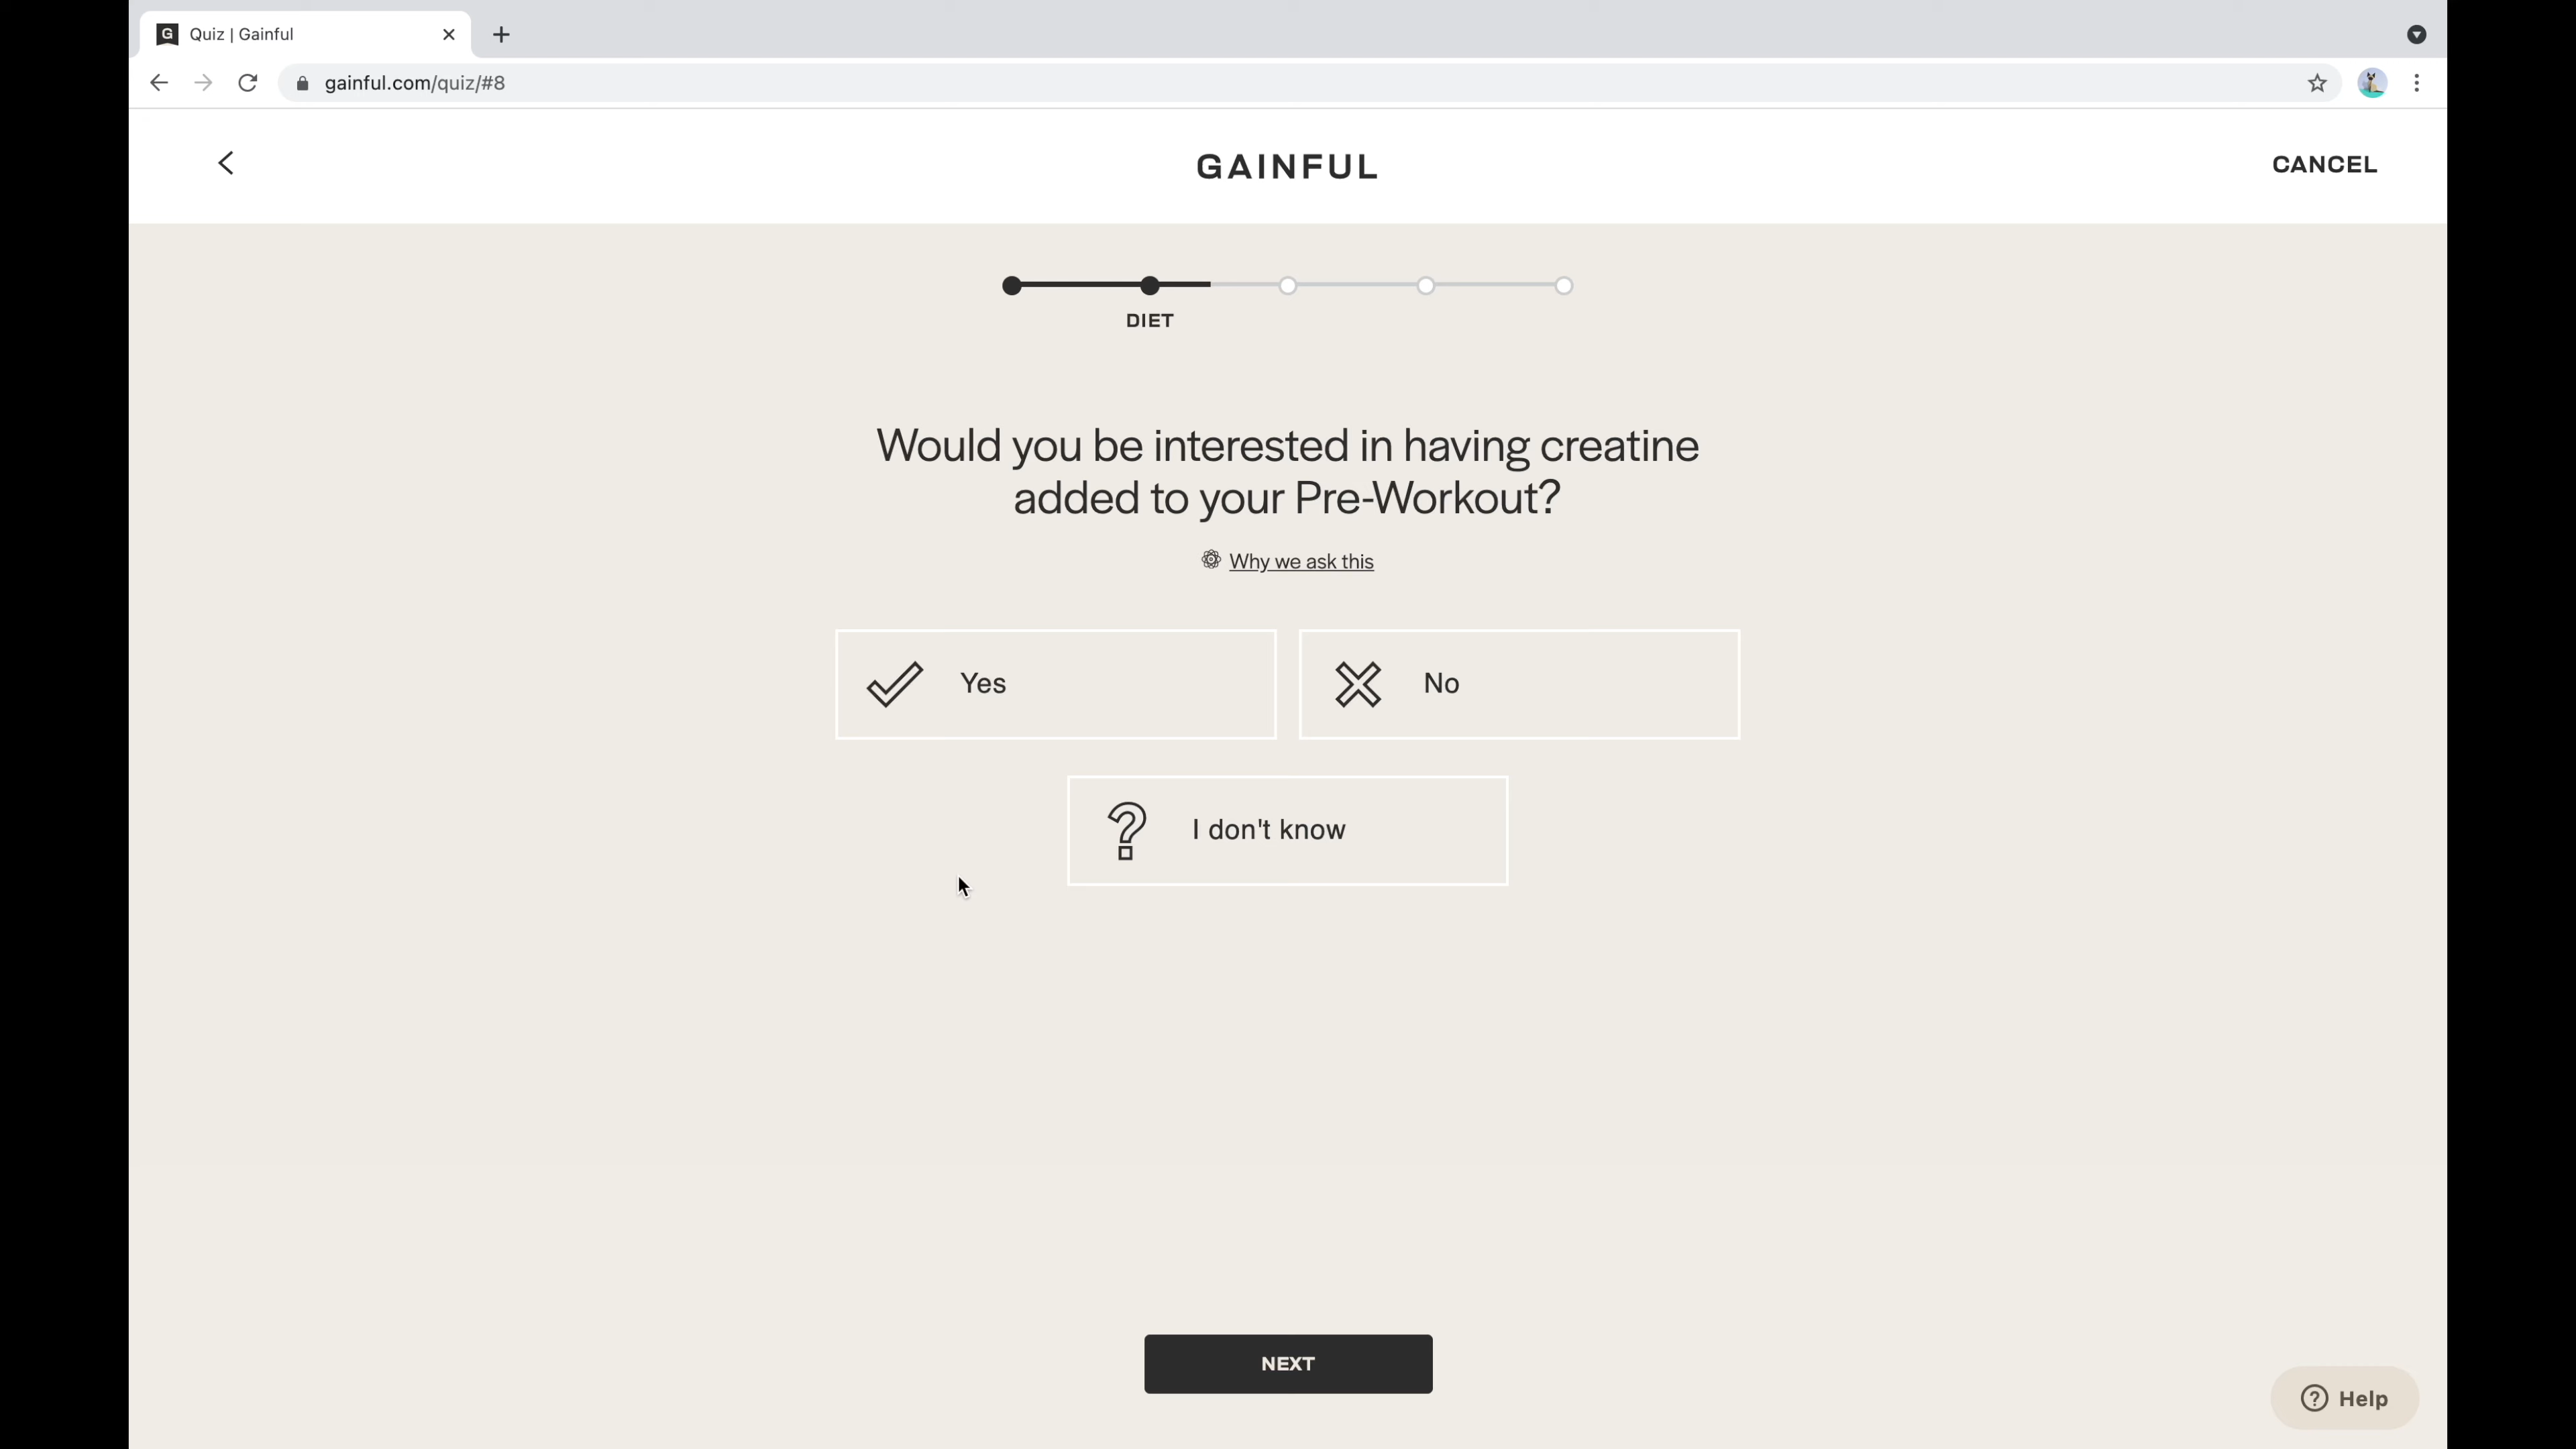 G Quiz | Gainful
gainful.com/quiz/#8
GAINFUL
CANCEL
DIET
Would you be interested in having creatine
added to your Pre-Workout?
Why we ask this
Yes
No
I don't know
NEXT
Help